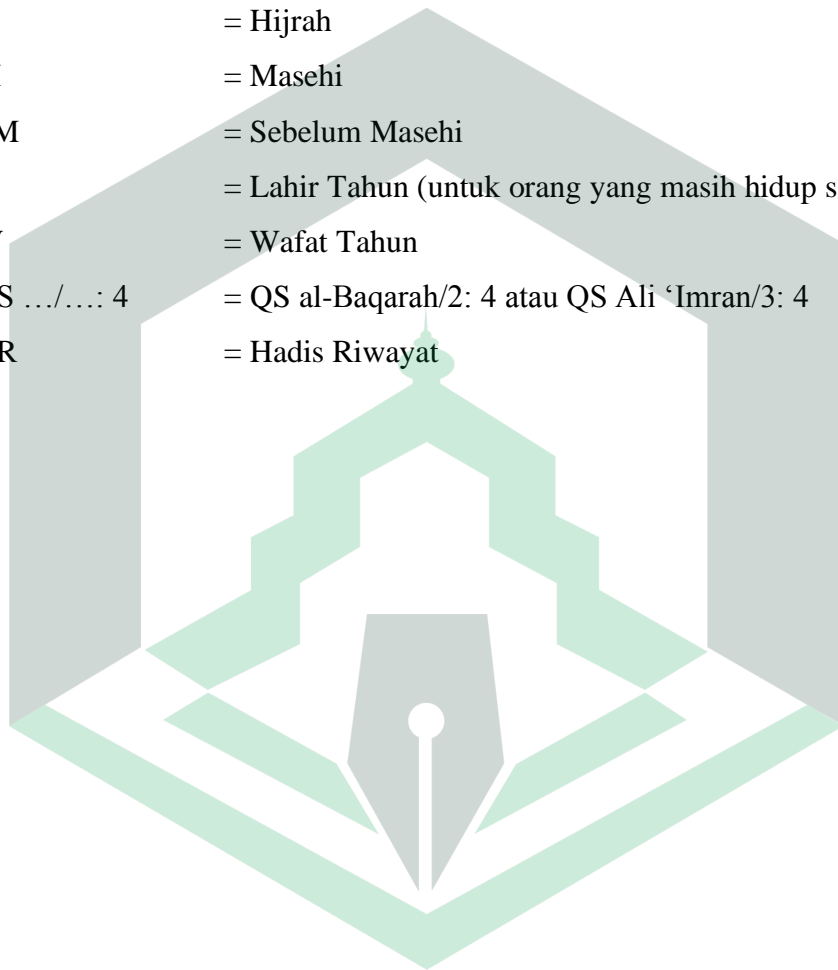 = Hijrah
= Masehi
M = Sebelum Masehi
= Lahir Tahun (untuk orang yang masih hidup s
= Wafat Tahun
S …/…: 4 = QS al-Baqarah/2: 4 atau QS Ali ‘Imran/3: 4
R = Hadis Riwayat